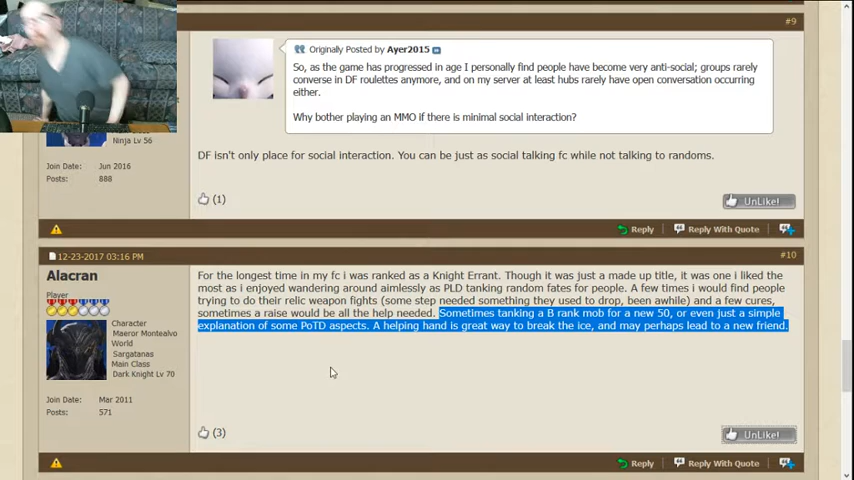 #9
Originally Posted by Ayer2015
So, as the game has progressed in age I personally find people have become very anti-social; groups rarely
converse in DF roulettes anymore, and on my server at least hubs rarely have open conversation occurring
either.
Why bother playing an MMO if there is minimal social interaction?
Ninja Lv 56
Join Date: Jun 2016
Posts: 888
DF isn't only place for social interaction. You can be just as social talking fc while not talking to randoms.
(1)
UnLike!
Reply
Reply With Quote
12-23-2017 03:16 PM
#10
Alacran
Player
Character
Maeror Montealvo
World
Sargatanas
Main Class
Dark Knight Lv 70
Join Date: Mar 2011
Posts: 571
For the longest time in my fc i was ranked as a Knight Errant. Though it was just a made up title, it was one i liked the
most as i enjoyed wandering around aimlessly as PLD tanking random fates for people. A few times i would find people
trying to do their relic weapon fights (some step needed something they used to drop, been awhile) and a few cures,
sometimes a raise would be all the help needed. Sometimes tanking a B rank mob for a new 50, or even just a simple
explanation of some PoTD aspects. A helping hand is great way to break the ice, and may perhaps lead to a new friend.
(3)
UnLike!
Reply
Reply With Quote